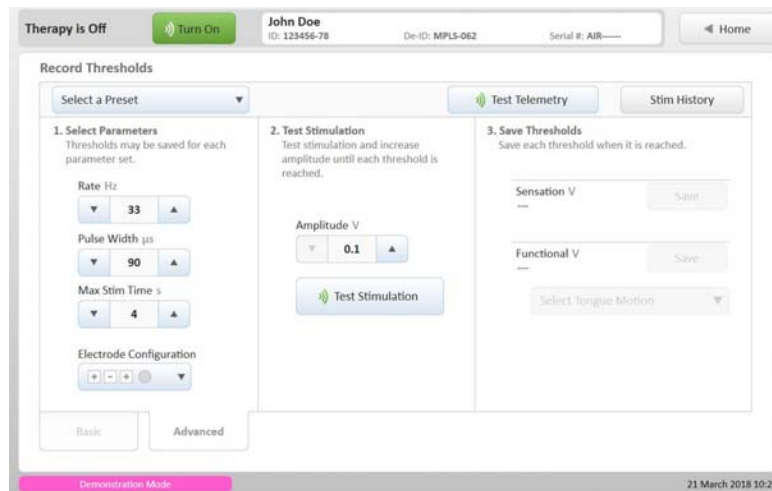 Therapy is Off
Turn On
John Doe
ID: 123456-78
De-ID: MPLS-062
Serial #: AIR------
Home
Record Thresholds
Select a Preset
Test Telemetry
Stim History
1. Select Parameters
Thresholds may be saved for each
parameter set.
Rate Hz
33
Pulse Width µs
90
Max Stim Time s
4
Electrode Configuration
+ - +
2. Test Stimulation
Test stimulation and increase
amplitude until each threshold is
reached.
Amplitude V
0.1
Test Stimulation
3. Save Thresholds
Save each threshold when it is reached.
Sensation V
---
Save
Functional V
---
Save
Select Tongue Motion
Basic
Advanced
Demonstration Mode
21 March 2018 10:2